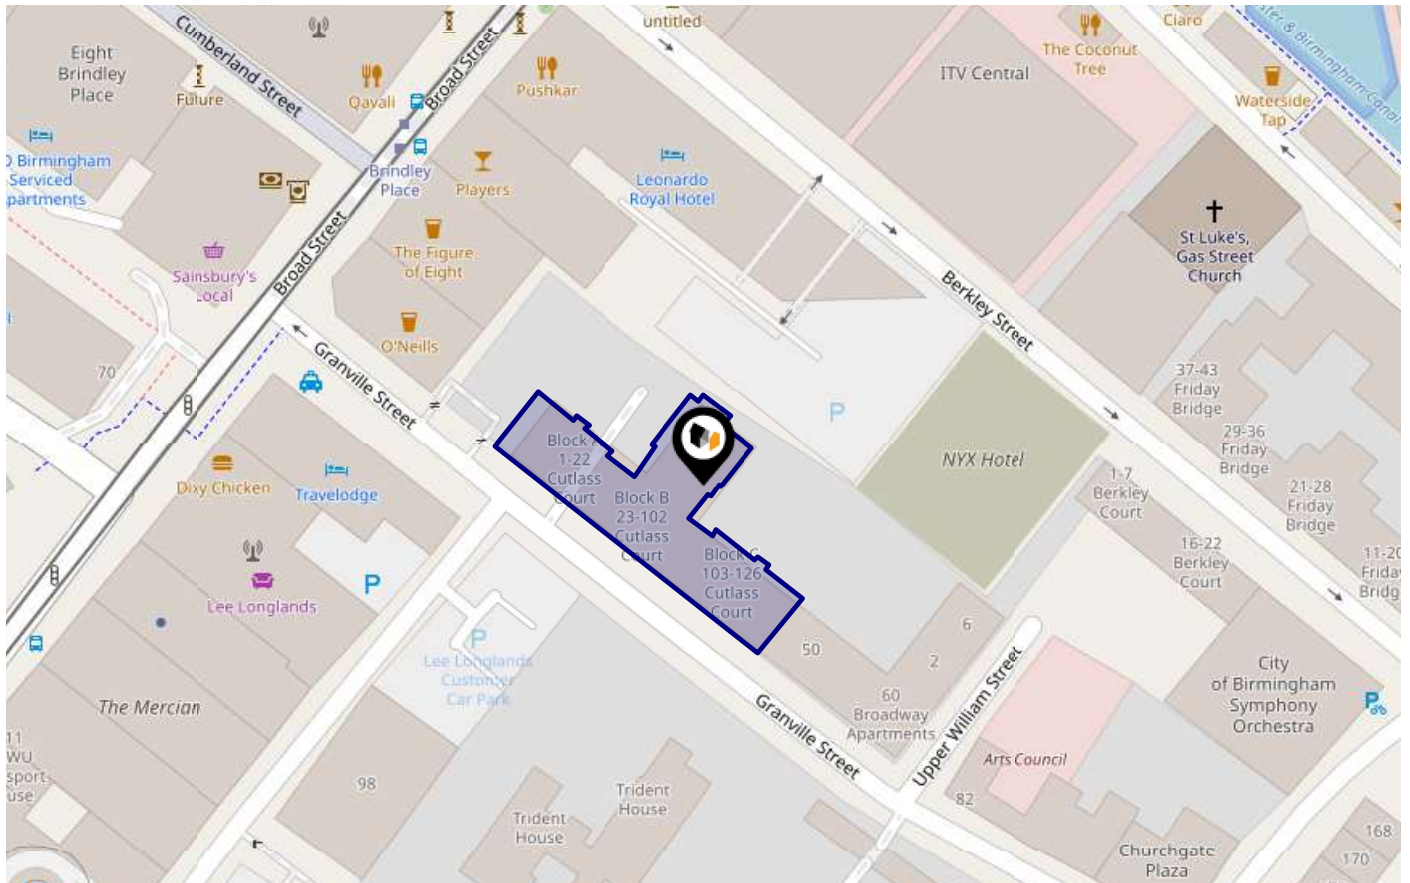 Cumberland Street
Eight
Brindley
Place
Future
Qavali
Broad Street
Pushkar
untitled
The Coconut
Tree
Ciaro
ITV Central
Waterside
Tap
Birmingham
Serviced
Brindley
Place
Players
Leonardo
Royal Hotel
St Luke's,
Gas Street
Church
The Figure
of Eight
Sainsbury's
Local
Broad Street
O'Neills
Berkley Street
70
Granville Street
P
37-43
Friday
Bridge
29-36
Friday
Bridge
NYX Hotel
1-7
Berkley
Court
21-28
Friday
Bridge
Dixy Chicken
Travelodge
Block A
1-22
Cutlass
Court
Block B
23-102
Cutlass
Court
Block C
103-126
Cutlass
Court
16-22
Berkley
Court
11-20
Friday
Bridge
P
Lee Longlands
P
Lee Longlands
Customer
Car Park
50
6
2
60
Broadway
Apartments
City
of Birmingham
Symphony
Orchestra
P
The Mercian
Granville Street
Upper William Street
Arts Council
98
Trident
House
Trident
House
82
Churchgate
Plaza
168
170
11